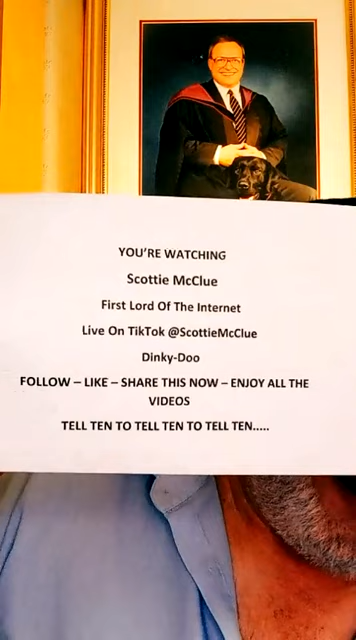 YOU'RE WATCHING
Scottie McClue
First Lord Of The Internet
Live On TikTok @ScottieMcClue
Dinky-Doo
FOLLOW – LIKE – SHARE THIS NOW – ENJOY ALL THE
VIDEOS
TELL TEN TO TELL TEN TO TELL TEN.....